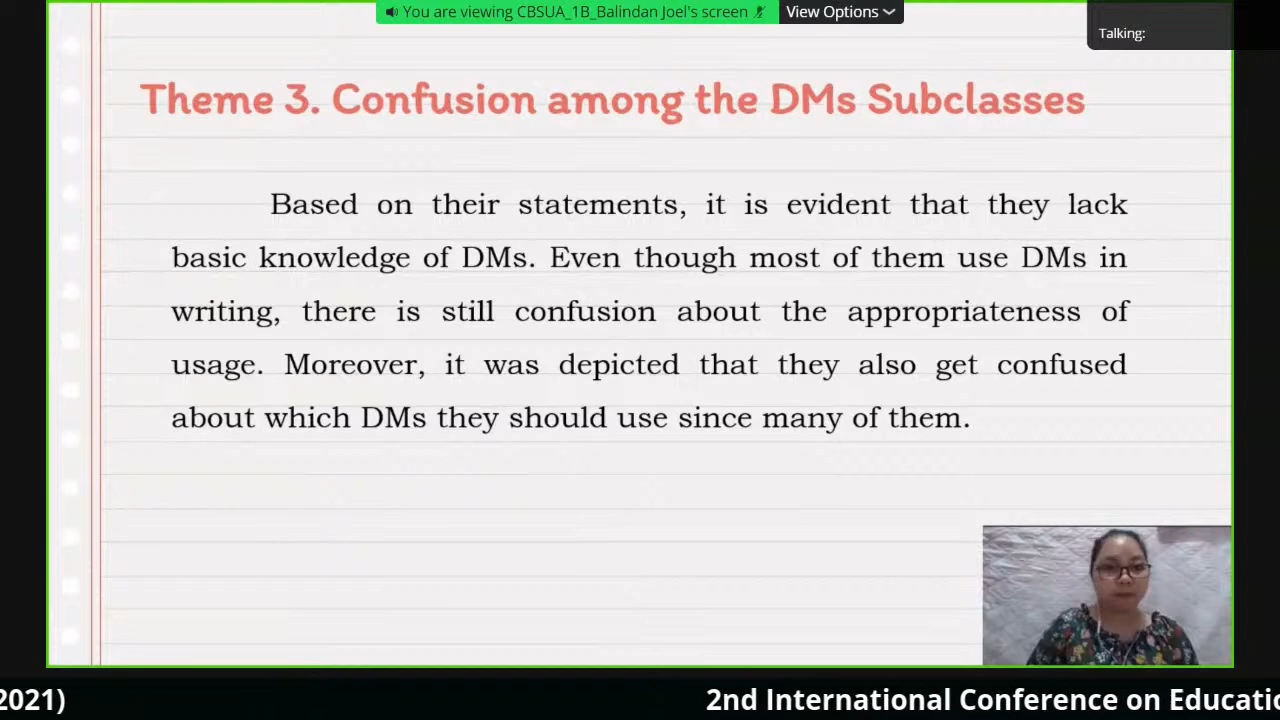 You are viewing CBSUA_1B_Balindan Joel's screen
View Options
Talking:
Theme 3. Confusion among the DMs Subclasses
Based on their statements, it is evident that they lack
basic knowledge of DMs. Even though most of them use DMs in
writing, there is still confusion about the appropriateness of
usage. Moreover, it was depicted that they also get confused
about which DMs they should use since many of them.
2021)
2nd International Conference on Educatio